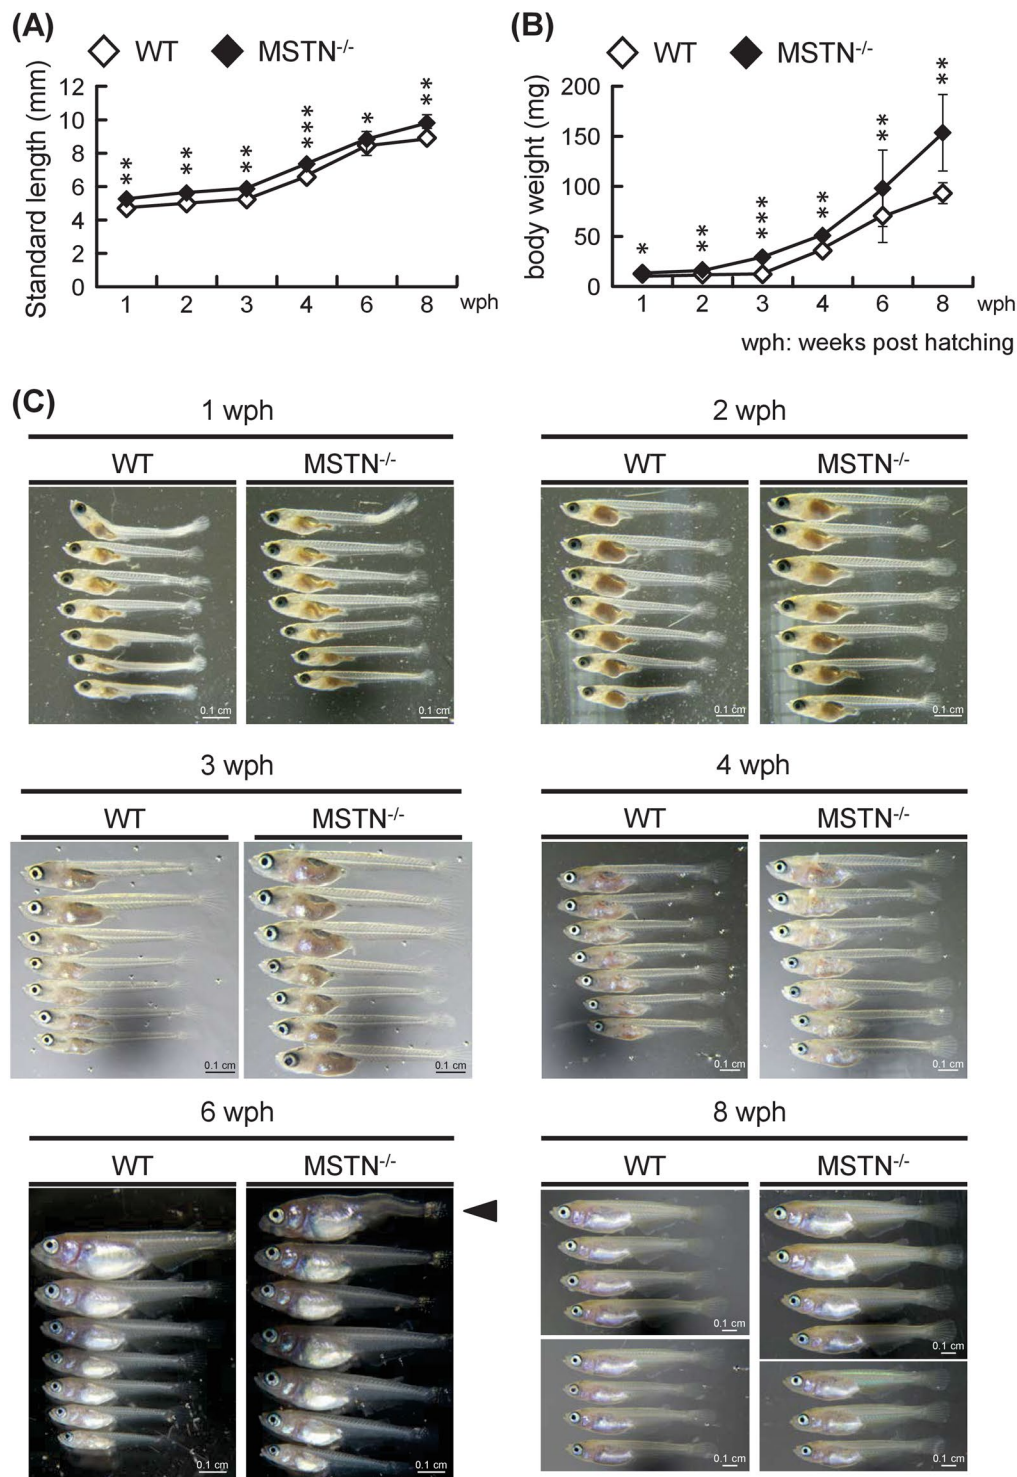 (A)
WT MSTN-/-
Standard length (mm)
12
10
8
6
4
2
0
** ** ** *** * **
1 2 3 4 6 8 wph
(B)
WT MSTN-/-
body weight (mg)
200
150
100
50
0
* ** *** ** ** **
1 2 3 4 6 8 wph
wph: weeks post hatching
(C)
1 wph
WT MSTN-/-
0.1 cm 0.1 cm
2 wph
WT MSTN-/-
0.1 cm 0.1 cm
3 wph
WT MSTN-/-
0.1 cm 0.1 cm
4 wph
WT MSTN-/-
0.1 cm 0.1 cm
6 wph
WT MSTN-/-
0.1 cm 0.1 cm
8 wph
WT MSTN-/-
0.1 cm 0.1 cm
0.1 cm 0.1 cm